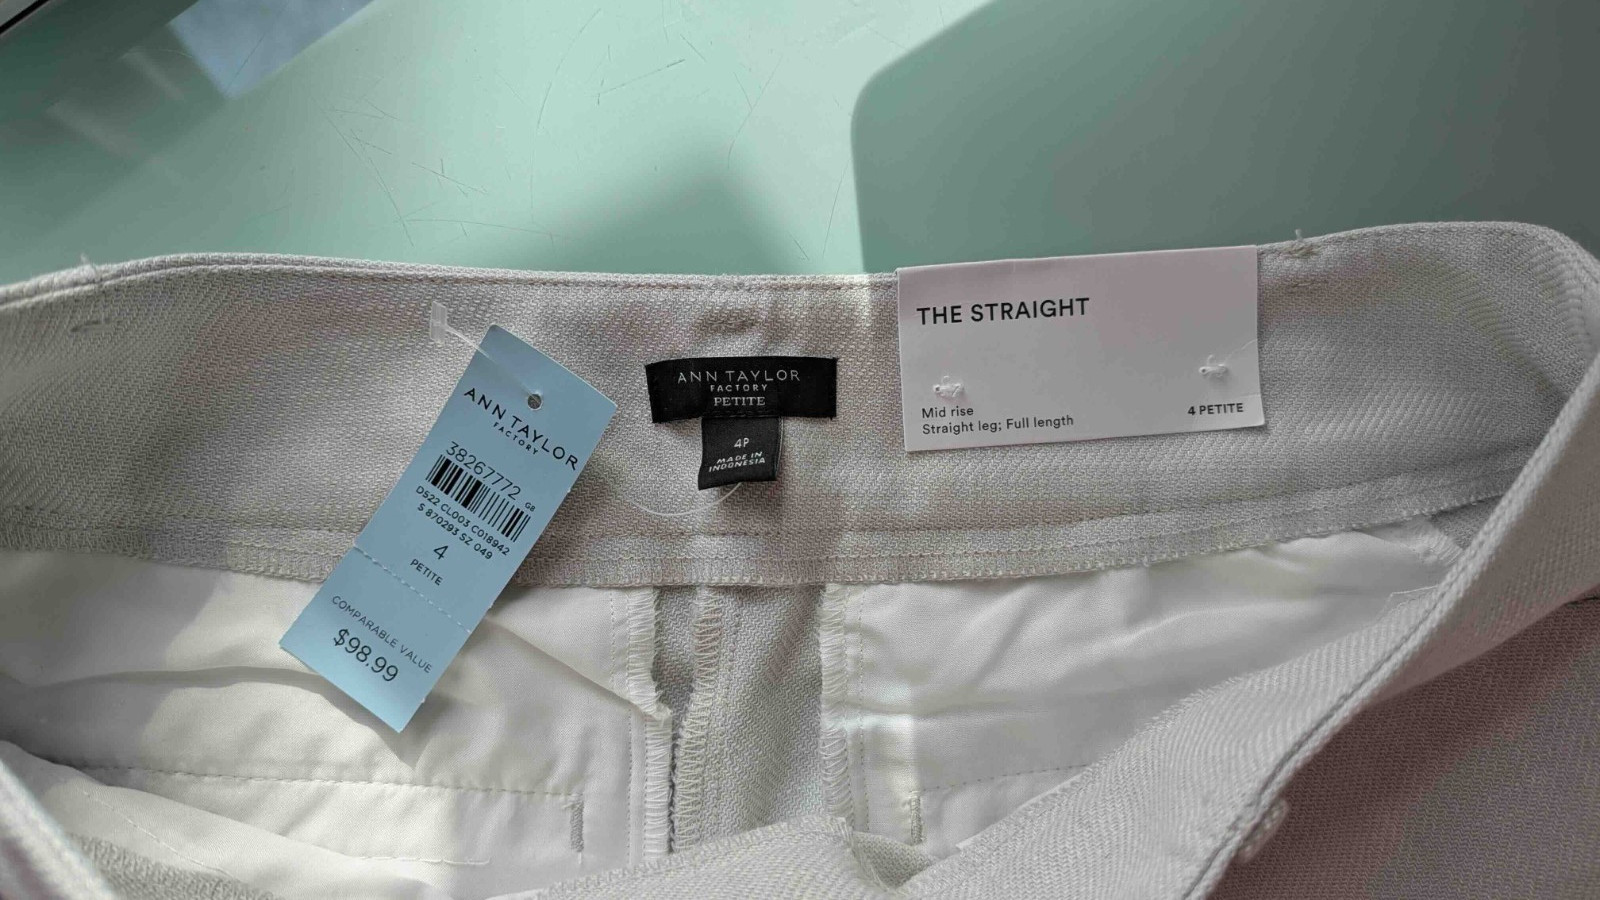 ANN TAYLOR
FACTORY
38267772
G8
DS22 CL003 C018942
S 870293 SZ 049
4
PETITE
COMPARABLE VALUE
$98.99
ANN TAYLOR
FACTORY
PETITE
4P
MADE IN
INDONESIA
THE STRAIGHT
Mid rise
Straight leg; Full length
4 PETITE